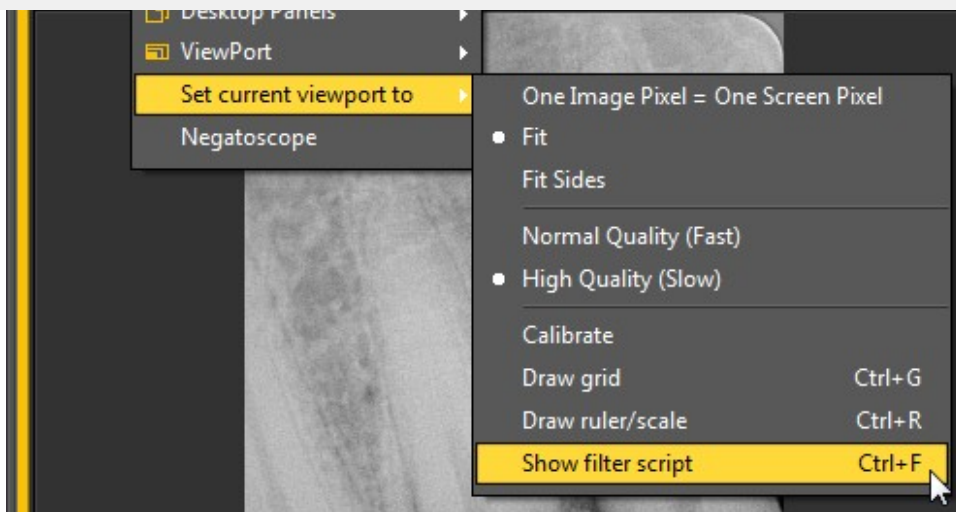 Desktop Panels
ViewPort
Set current viewport to
Negatoscope
One Image Pixel = One Screen Pixel
Fit
Fit Sides
Normal Quality (Fast)
High Quality (Slow)
Calibrate
Draw grid Ctrl+G
Draw ruler/scale Ctrl+R
Show filter script Ctrl+F